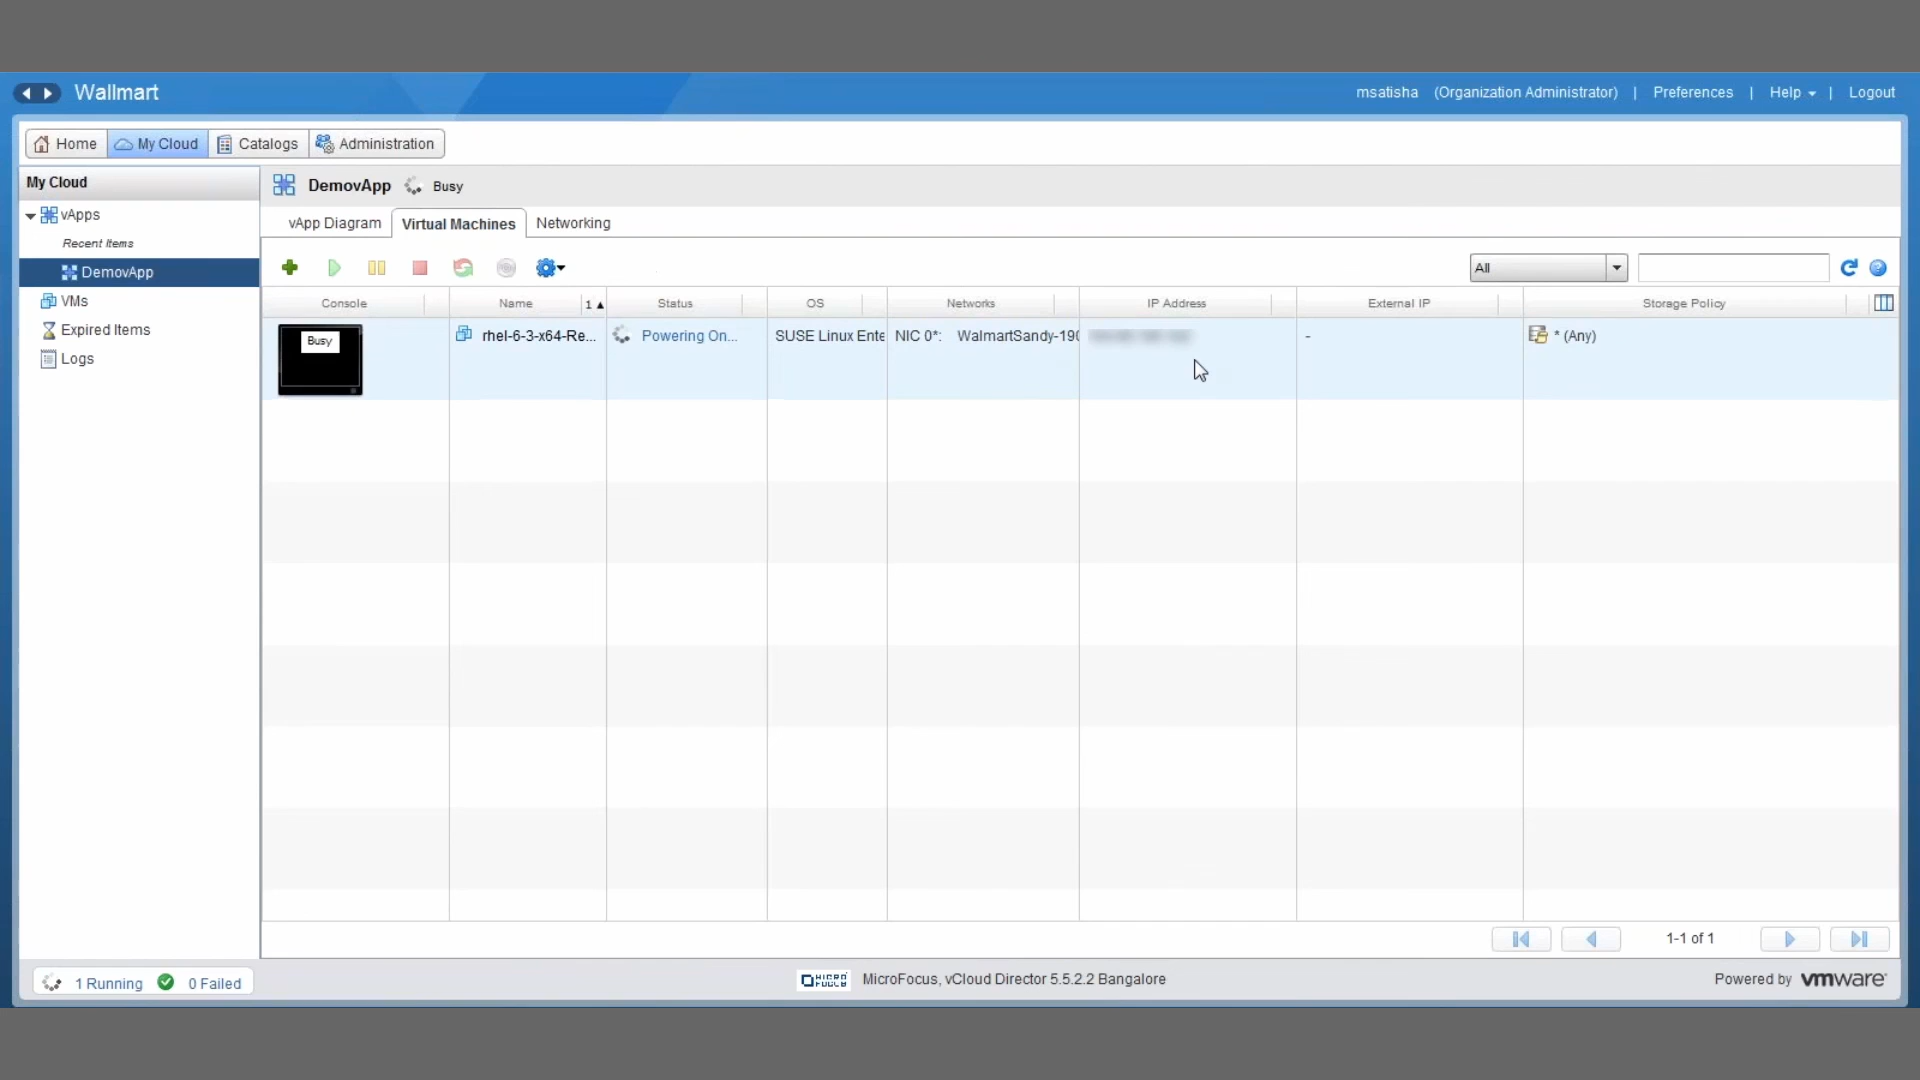 Wallmart
msatisha (Organization Administrator) | Preferences | Help | Logout
Home My Cloud Catalogs Administration
My Cloud
vApps
Recent Items
DemovApp
VMs
Expired Items
Logs
DemovApp Busy
vApp Diagram Virtual Machines Networking
All
Console Name 1 Status OS Networks IP Address External IP Storage Policy
Busy
rhel-6-3-x64-Re... Powering On... SUSE Linux Ente NIC 0*: WalmartSandy-190 - * (Any)
1-1 of 1
1 Running 0 Failed
MICRO FOCUS MicroFocus, vCloud Director 5.5.2.2 Bangalore
Powered by vmware